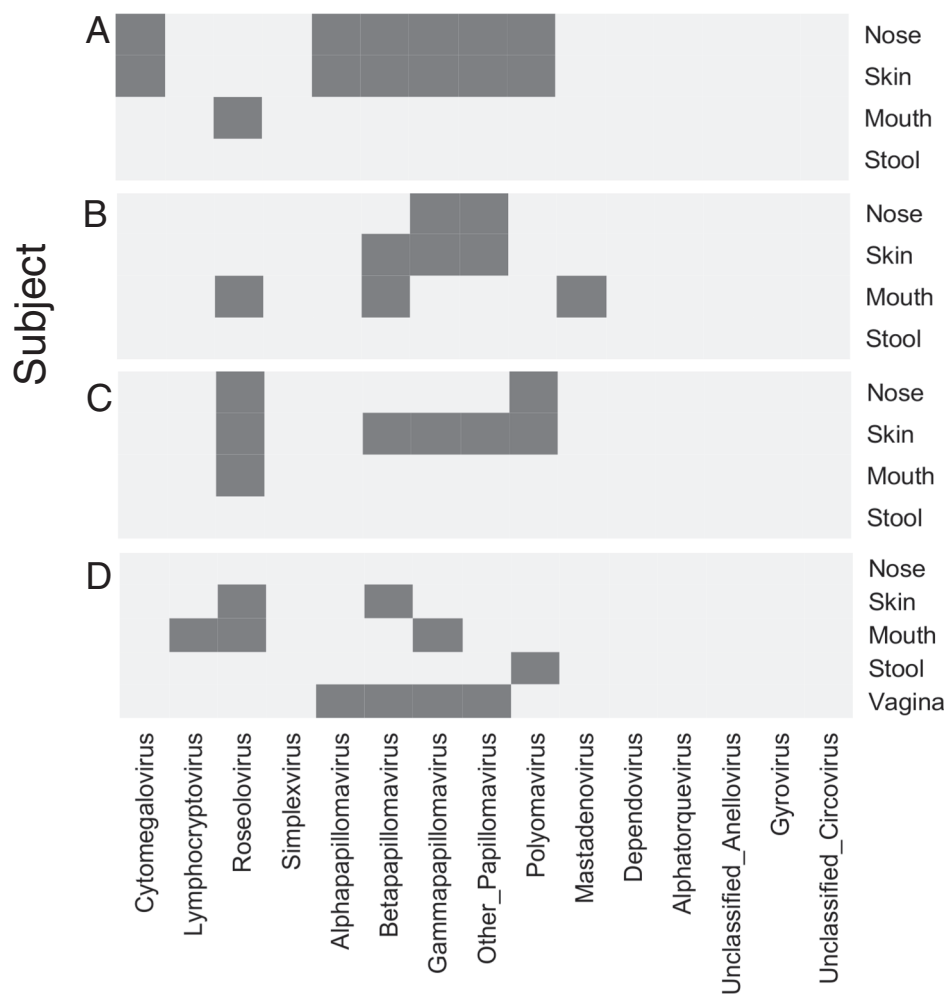 Subject
A
Nose
Skin
Mouth
Stool
B
Nose
Skin
Mouth
Stool
C
Nose
Skin
Mouth
Stool
D
Nose
Skin
Mouth
Stool
Vagina
Cytomegalovirus
Lymphocryptovirus
Roseolovirus
Simplexvirus
Alphapapillomavirus
Betapapillomavirus
Gammapapillomavirus
Other_Papillomavirus
Polyomavirus
Mastadenovirus
Dependovirus
Alphatorquevirus
Unclassified_Anellovirus
Gyrovirus
Unclassified_Circovirus